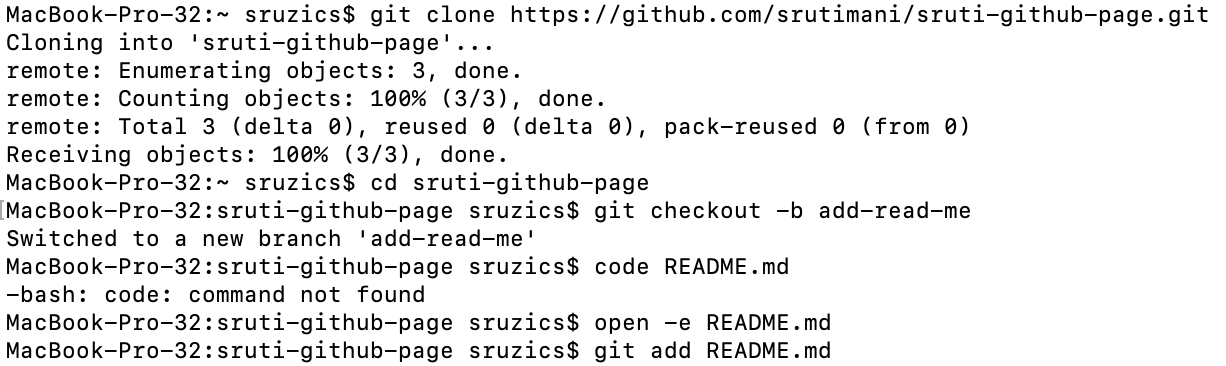 MacBook-Pro-32:~ sruzics$ git clone https://github.com/srutimani/sruti-github-page.git
Cloning into 'sruti-github-page'...
remote: Enumerating objects: 3, done.
remote: Counting objects: 100% (3/3), done.
remote: Total 3 (delta 0), reused 0 (delta 0), pack-reused 0 (from 0)
Receiving objects: 100% (3/3), done.
MacBook-Pro-32:~ sruzics$ cd sruti-github-page
[MacBook-Pro-32:sruti-github-page sruzics$ git checkout -b add-read-me
Switched to a new branch 'add-read-me'
MacBook-Pro-32:sruti-github-page sruzics$ code README.md
-bash: code: command not found
MacBook-Pro-32:sruti-github-page sruzics$ open -e README.md
MacBook-Pro-32:sruti-github-page sruzics$ git add README.md